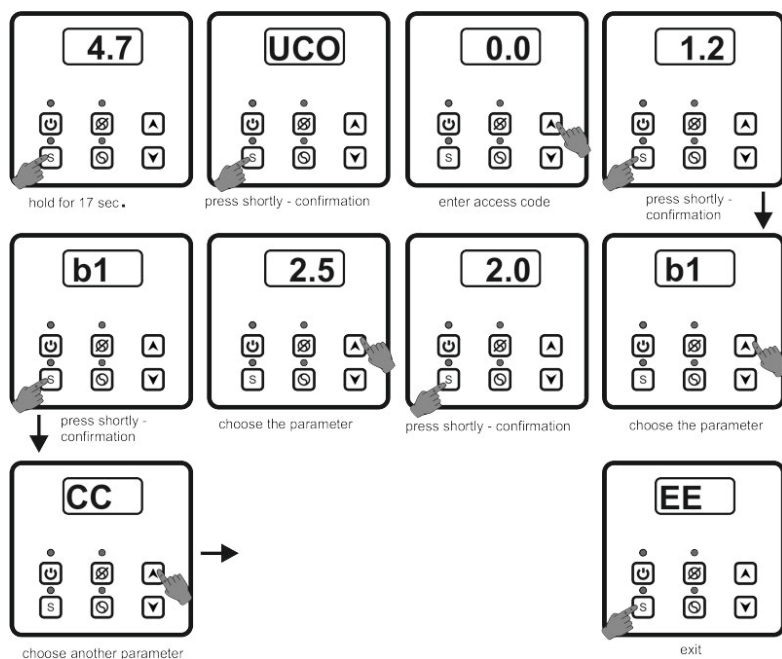 4.7
S
hold for 17 sec.
UCO
S
press shortly - confirmation
0.0
S
enter access code
1.2
S
press shortly -
confirmation
b1
S
press shortly -
confirmation
2.5
S
choose the parameter
2.0
S
press shortly - confirmation
b1
S
choose the parameter
CC
S
choose another parameter
EE
S
exit